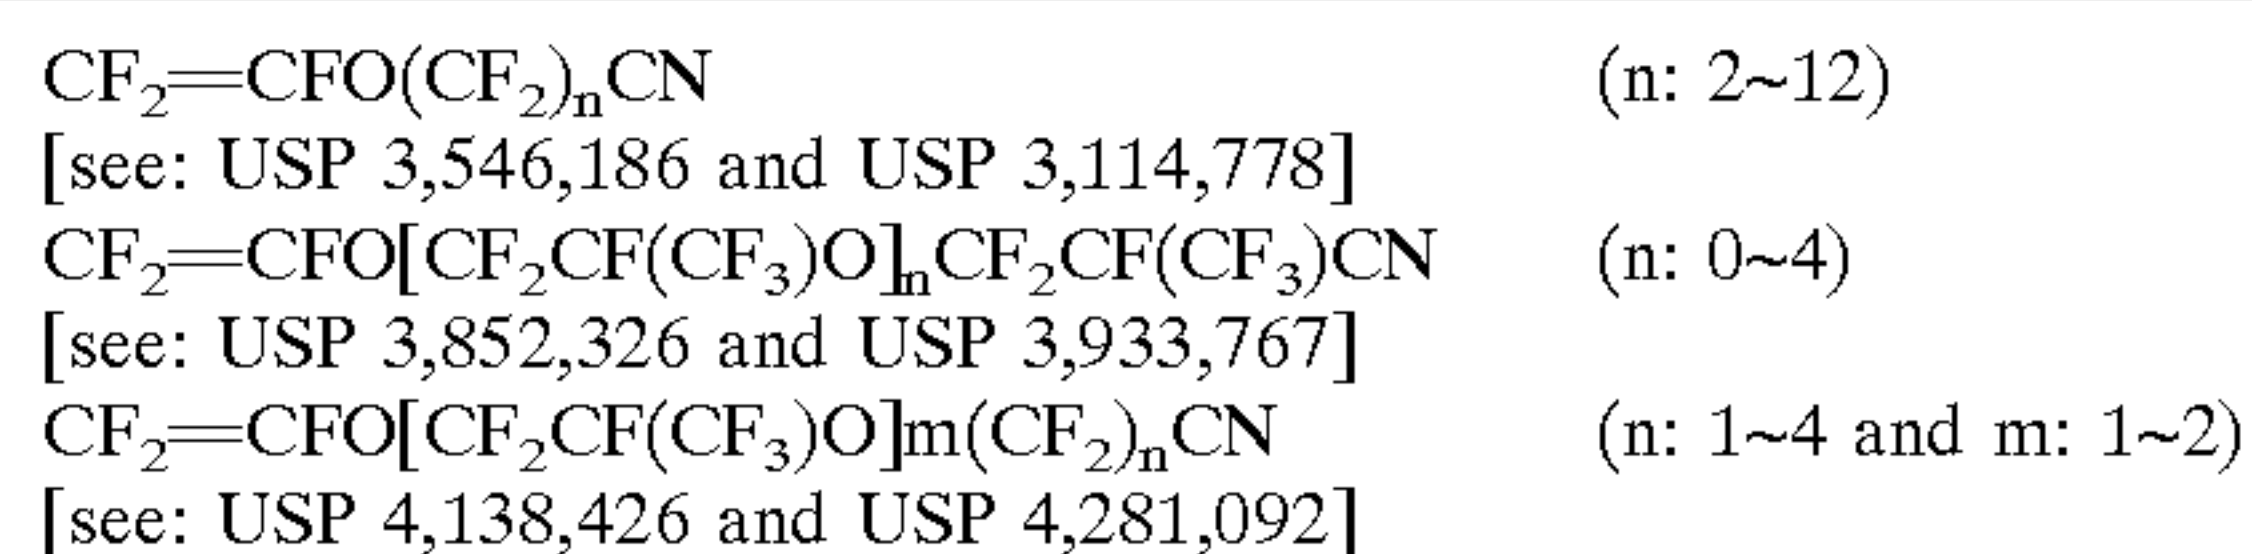 CF₂=CFO(CF₂)ₙCN (n: 2~12)
[see: USP 3,546,186 and USP 3,114,778]
CF₂=CFO[CF₂CF(CF₃)O]ₙCF₂CF(CF₃)CN (n: 0~4)
[see: USP 3,852,326 and USP 3,933,767]
CF₂=CFO[CF₂CF(CF₃)O]m(CF₂)ₙCN (n: 1~4 and m: 1~2)
[see: USP 4,138,426 and USP 4,281,092]